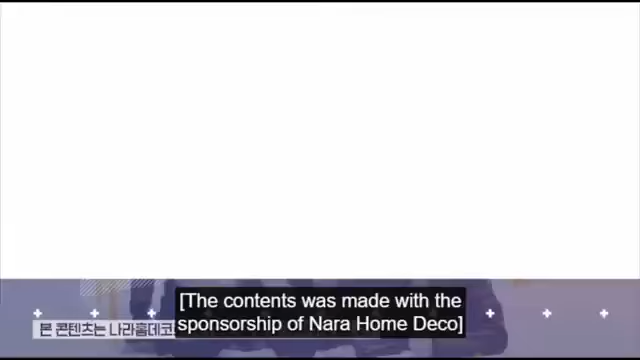 [The contents was made with the
sponsorship of Nara Home Deco]
본 콘텐츠는 나라홈데코